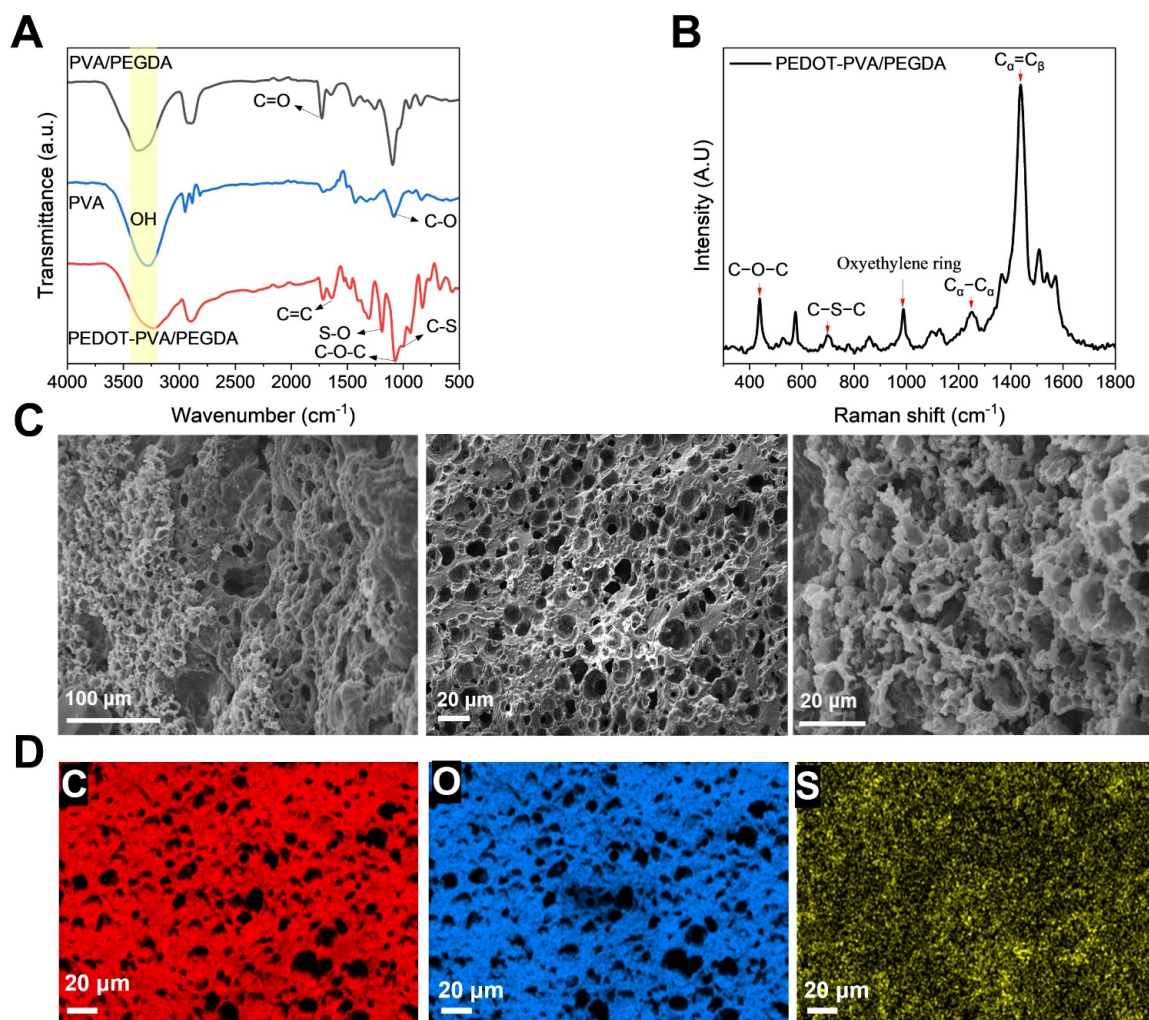 A
PVA/PEGDA
C=O
PVA
OH
C-O
C=C
S-O
C-O-C
C-S
PEDOT-PVA/PEGDA
Transmittance (a.u.)
4000 3500 3000 2500 2000 1500 1000 500
Wavenumber (cm⁻¹)
B
PEDOT-PVA/PEGDA
Cα=Cβ
C-O-C
Oxyethylene ring
C-S-C
Cα-Cα
Intensity (A.U)
400 600 800 1000 1200 1400 1600 1800
Raman shift (cm⁻¹)
C
100 µm
20 µm
20 µm
D
C
20 µm
O
20 µm
S
20 µm